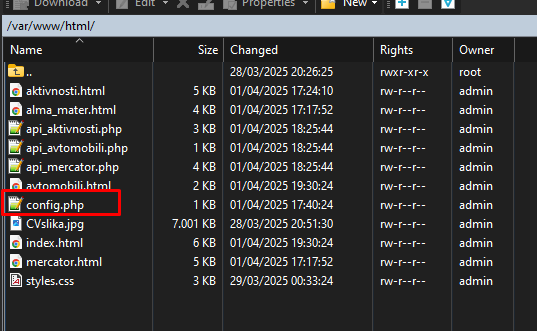 Download Edit Properties New
/var/www/html/
Name Size Changed Rights Owner
.. 28/03/2025 20:26:25 rwxr-xr-x root
aktivnosti.html 5 KB 01/04/2025 17:24:10 rw-r--r-- admin
alma_mater.html 4 KB 01/04/2025 17:17:52 rw-r--r-- admin
api_aktivnosti.php 3 KB 01/04/2025 18:25:44 rw-r--r-- admin
api_avtomobili.php 1 KB 01/04/2025 18:25:44 rw-r--r-- admin
api_mercator.php 4 KB 01/04/2025 18:25:44 rw-r--r-- admin
avtomobili.html 2 KB 01/04/2025 19:30:24 rw-r--r-- admin
config.php 1 KB 01/04/2025 17:40:24 rw-r--r-- admin
CVslika.jpg 7.001 KB 28/03/2025 20:51:30 rw-r--r-- admin
index.html 6 KB 01/04/2025 19:30:24 rw-r--r-- admin
mercator.html 5 KB 01/04/2025 17:17:52 rw-r--r-- admin
styles.css 3 KB 29/03/2025 00:33:24 rw-r--r-- admin